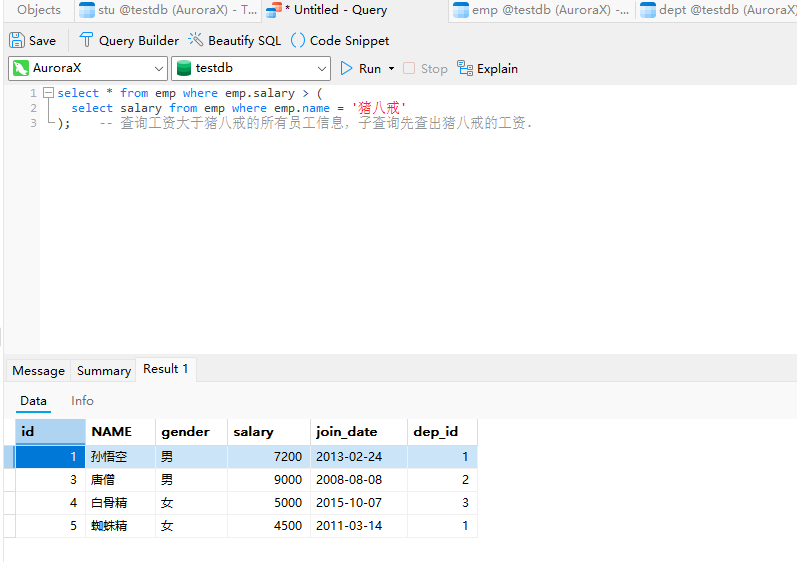 Objects stu @testdb (AuroraX) - T... * Untitled - Query emp @testdb (AuroraX) -... dept @testdb (AuroraX)
Save Query Builder Beautify SQL () Code Snippet
AuroraX testdb Run Stop Explain
1 select * from emp where emp.salary > (
2 select salary from emp where emp.name = '猪八戒'
3 ); -- 查询工资大于猪八戒的所有员工信息，子查询先查出猪八戒的工资.
Message Summary Result 1
Data Info
id NAME gender salary join_date dep_id
1 孙悟空 男 7200 2013-02-24 1
3 唐僧 男 9000 2008-08-08 2
4 白骨精 女 5000 2015-10-07 3
5 蜘蛛精 女 4500 2011-03-14 1